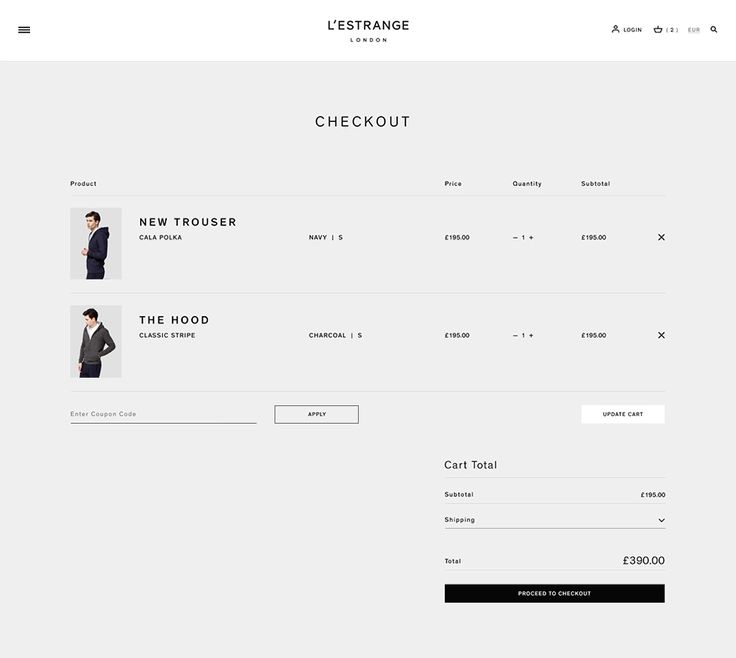 L'ESTRANGE
LONDON
LOGIN
( 2 )
EUR
CHECKOUT
Product Price Quantity Subtotal
NEW TROUSER
CALA POLKA NAVY | S £195.00 – 1 + £195.00 ×
THE HOOD
CLASSIC STRIPE CHARCOAL | S £195.00 – 1 + £195.00 ×
Enter Coupon Code APPLY UPDATE CART
Cart Total
Subtotal £195.00
Shipping
Total £390.00
PROCEED TO CHECKOUT